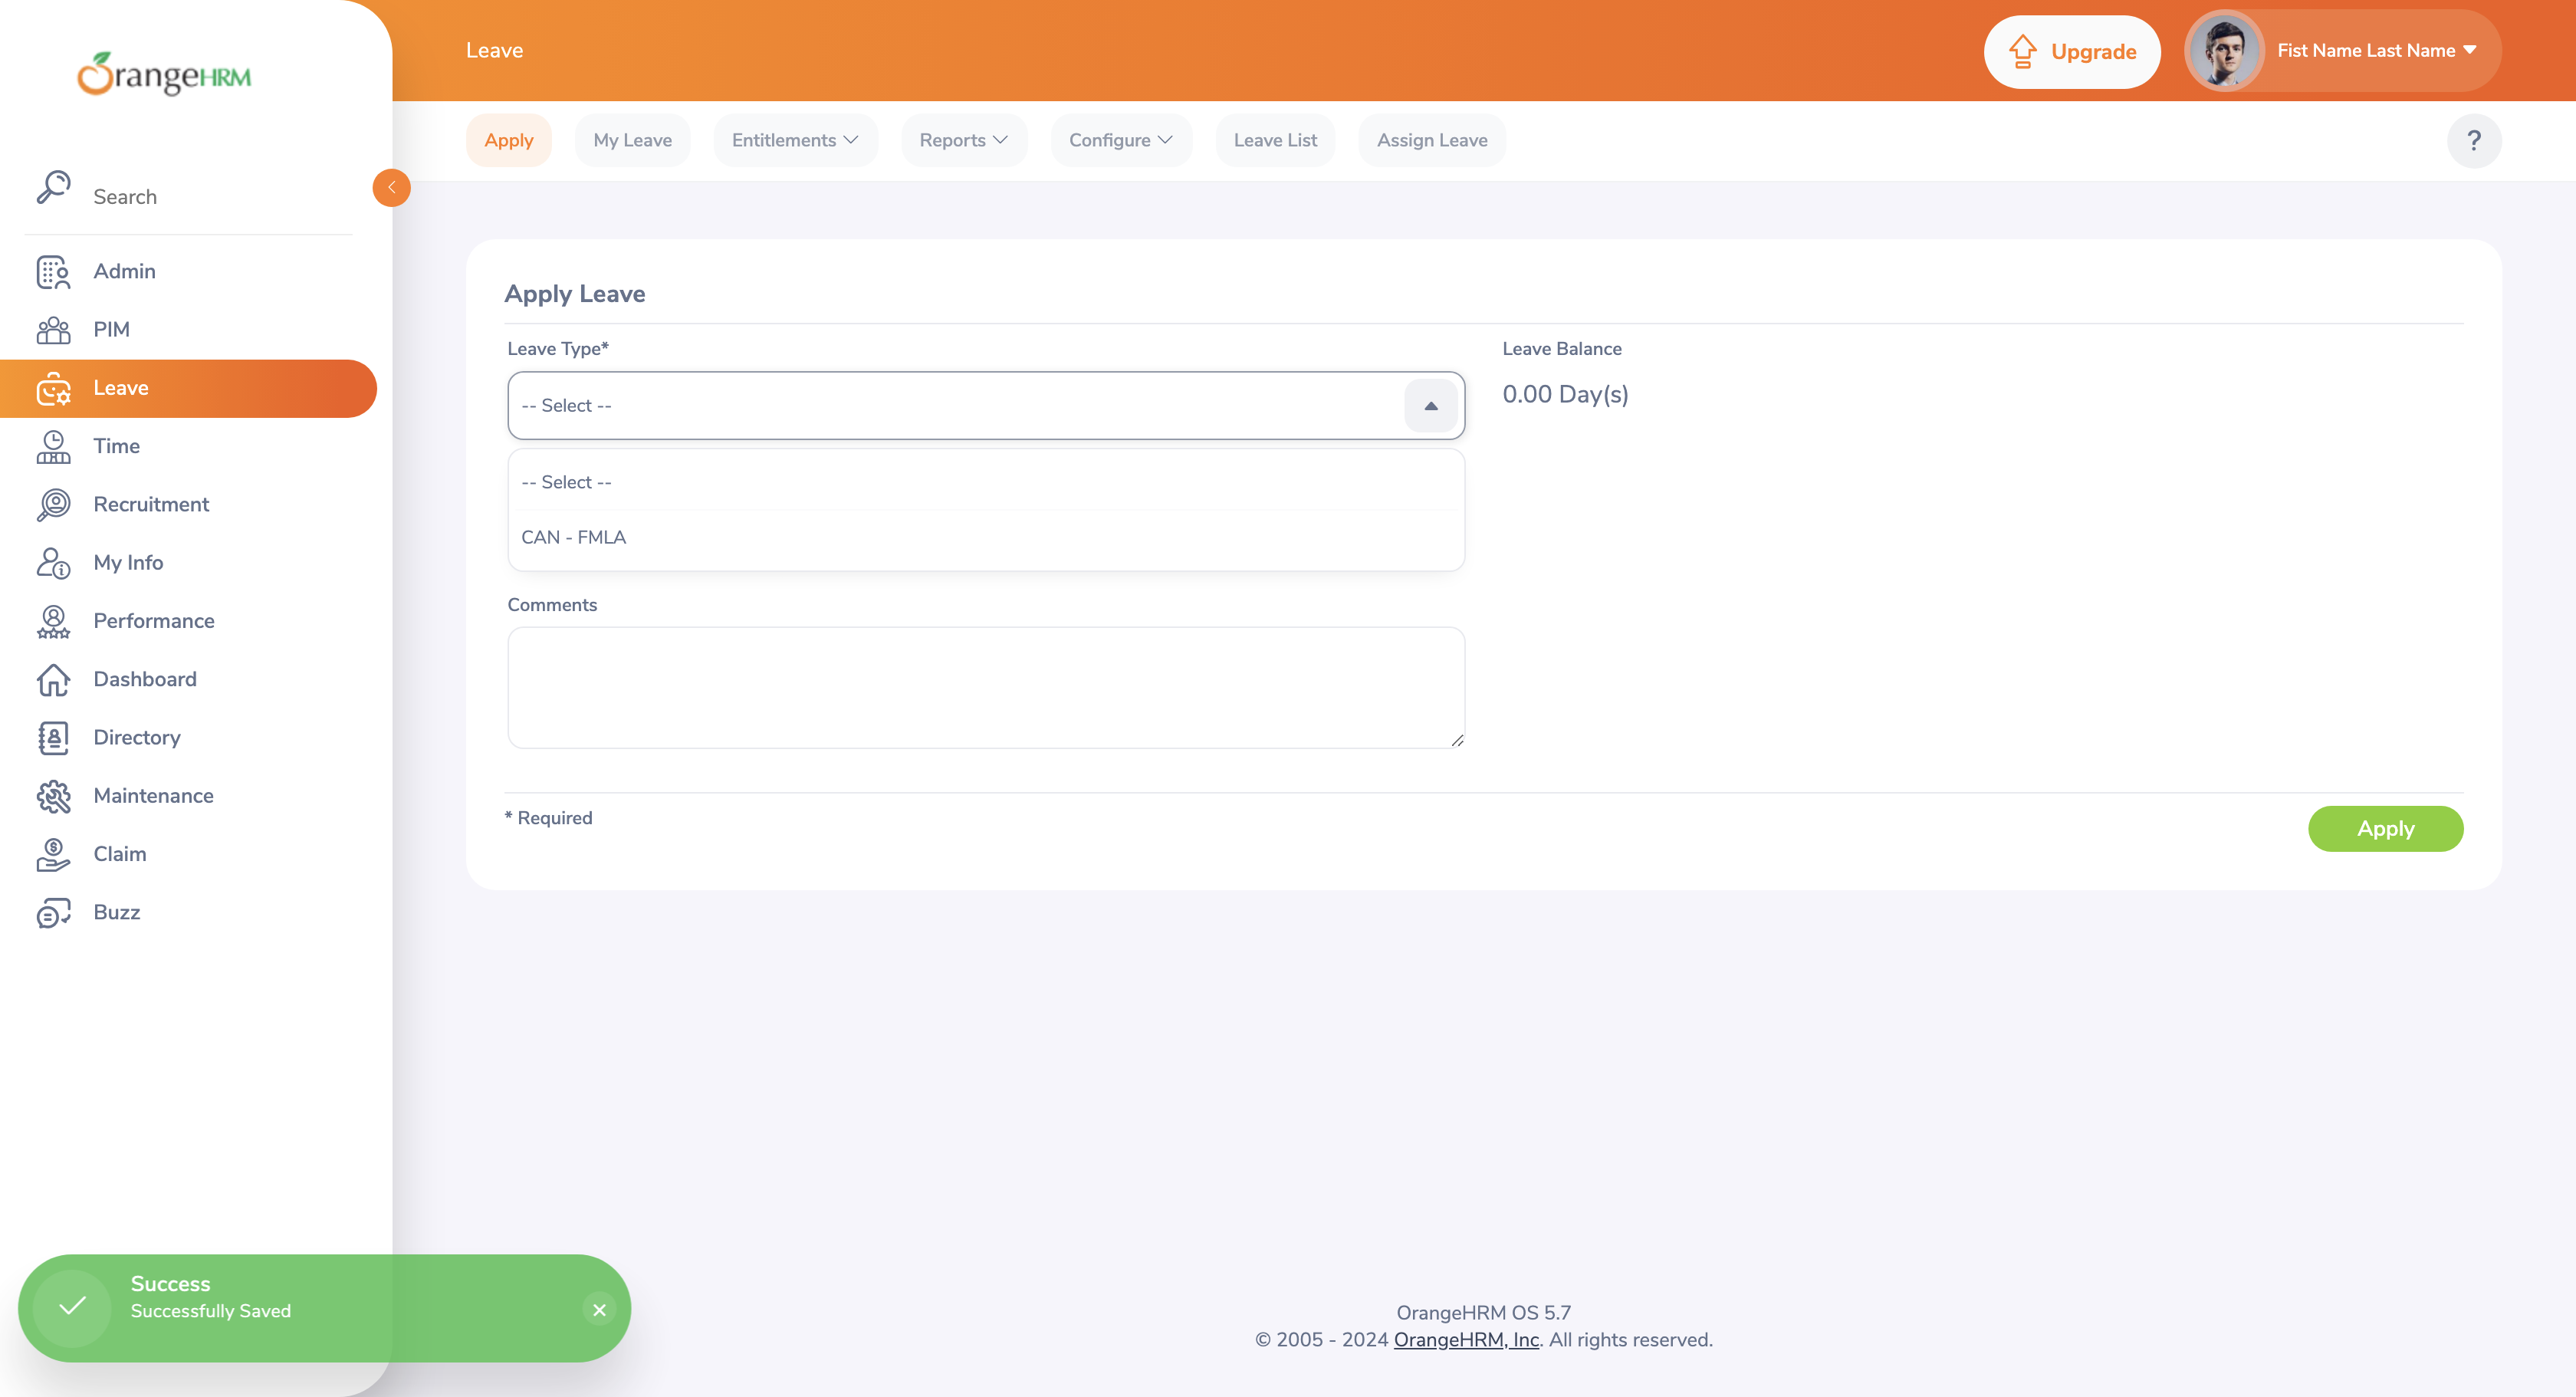 OrangeHRM
Search
Admin
PIM
Leave
Time
Recruitment
My Info
Performance
Dashboard
Directory
Maintenance
Claim
Buzz
Leave
Upgrade
Fist Name Last Name
Apply
My Leave
Entitlements
Reports
Configure
Leave List
Assign Leave
?
Apply Leave
Leave Type*
-- Select --
-- Select --
CAN - FMLA
Leave Balance
0.00 Day(s)
Comments
* Required
Apply
Success
Successfully Saved
OrangeHRM OS 5.7
© 2005 - 2024 OrangeHRM, Inc. All rights reserved.